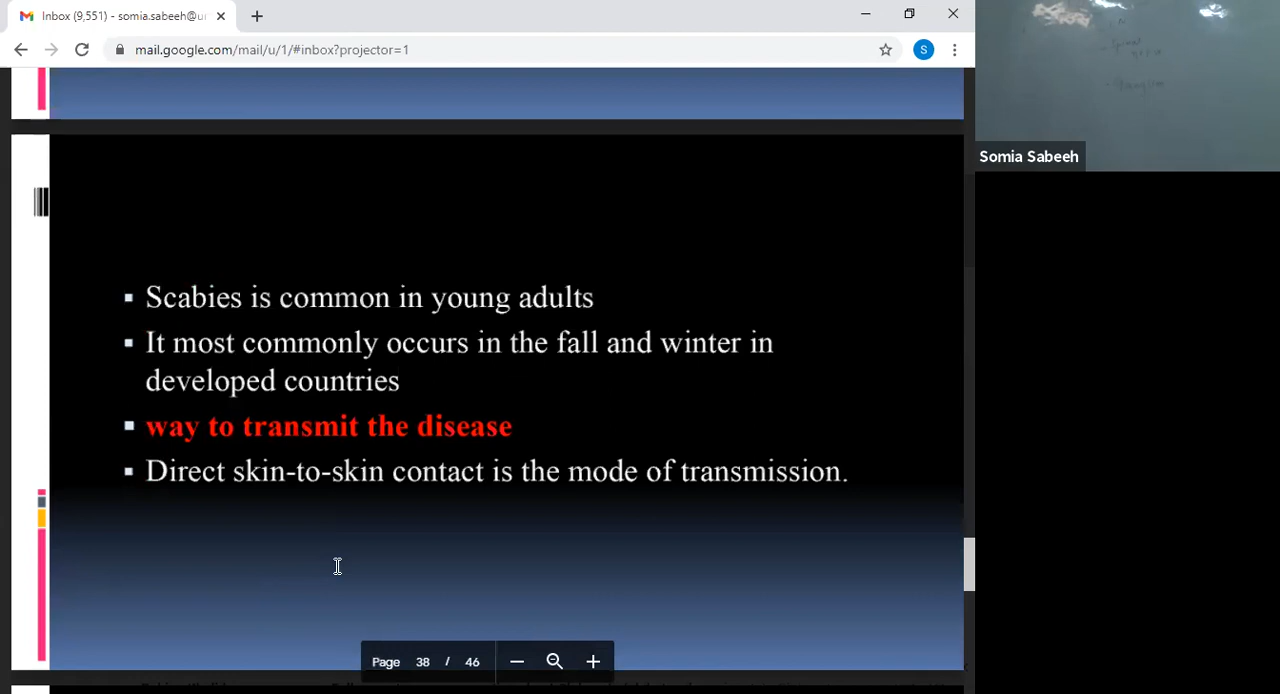 Inbox (9,551) - somia.sabeeh@u
mail.google.com/mail/u/1/#inbox?projector=1
S
Somia Sabeeh
▪ Scabies is common in young adults
▪ It most commonly occurs in the fall and winter in
developed countries
▪ way to transmit the disease
▪ Direct skin-to-skin contact is the mode of transmission.
Page 38 / 46